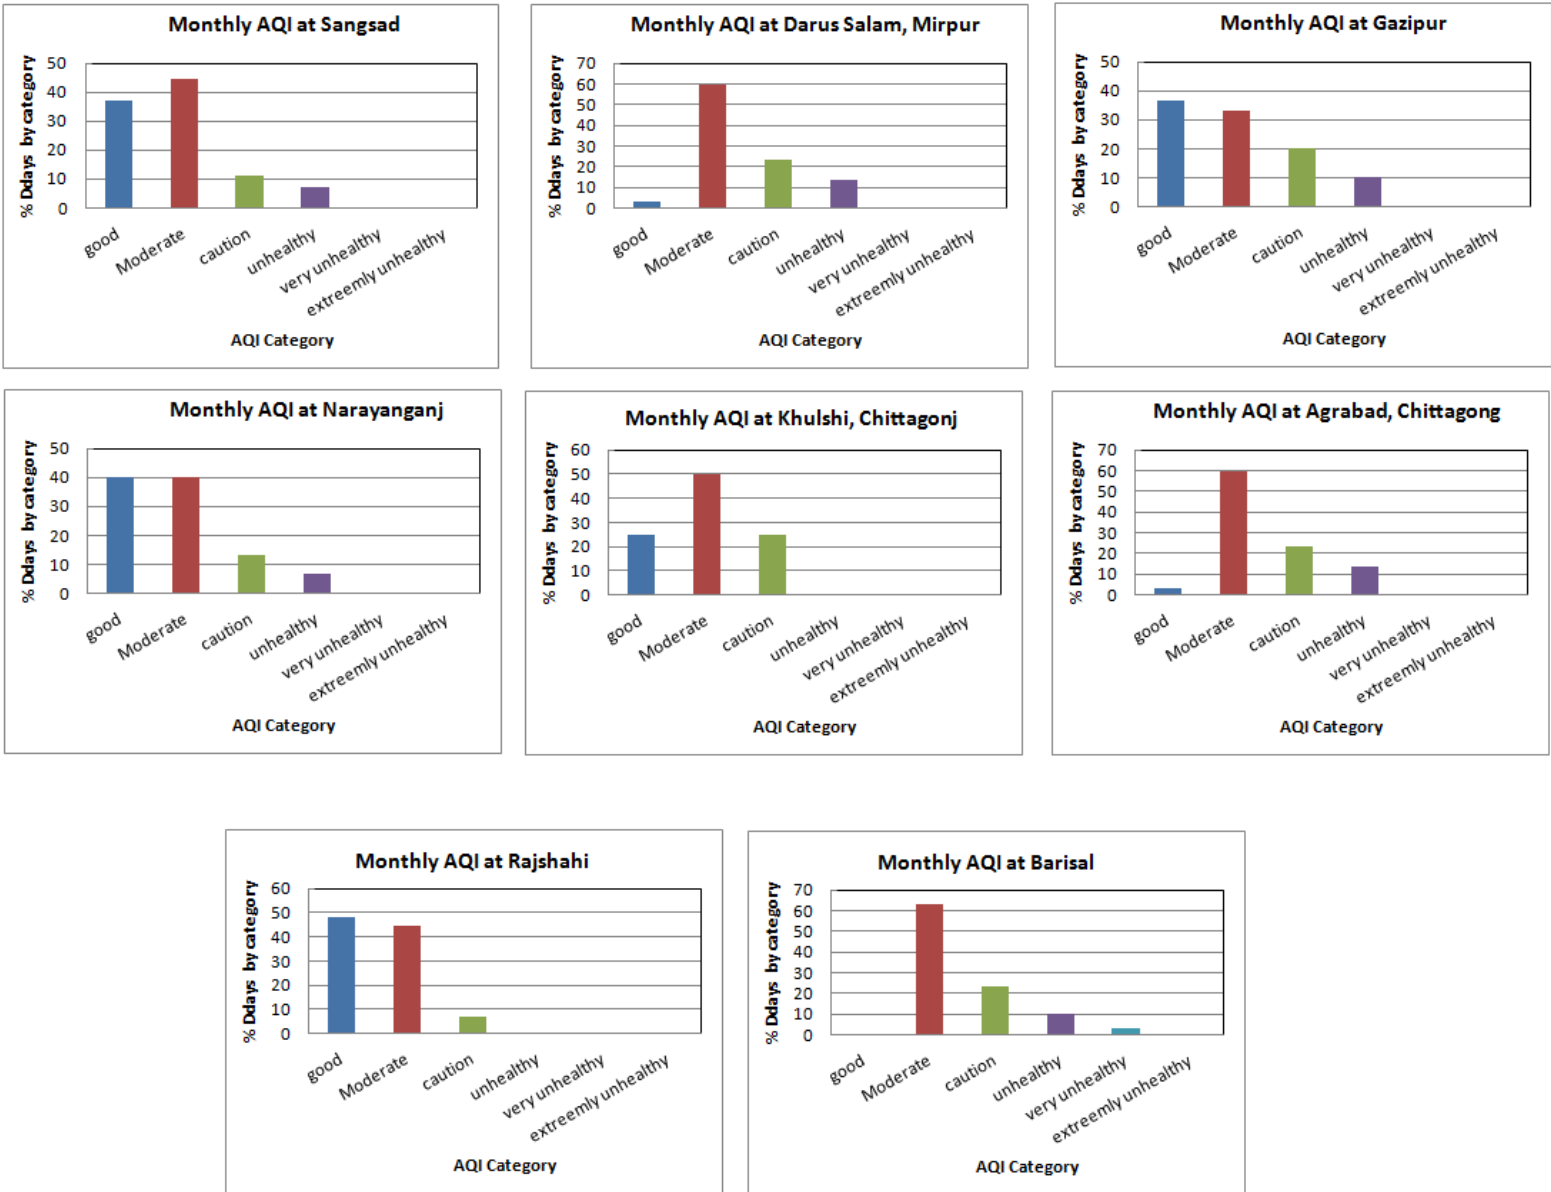 Monthly AQI at Sangsad
% Ddays by category
50
40
30
20
10
0
good
Moderate
caution
unhealthy
very unhealthy
extreemly unhealthy
AQI Category
Monthly AQI at Darus Salam, Mirpur
% Ddays by category
70
60
50
40
30
20
10
0
good
Moderate
caution
unhealthy
very unhealthy
extreemly unhealthy
AQI Category
Monthly AQI at Gazipur
% Ddays by category
50
40
30
20
10
0
good
Moderate
caution
unhealthy
very unhealthy
extreemly unhealthy
AQI Category
Monthly AQI at Narayanganj
% Ddays by category
50
40
30
20
10
0
good
Moderate
caution
unhealthy
very unhealthy
extreemly unhealthy
AQI Category
Monthly AQI at Khulshi, Chittagonj
% Ddays by category
60
50
40
30
20
10
0
good
Moderate
caution
unhealthy
very unhealthy
extreemly unhealthy
AQI Category
Monthly AQI at Agrabad, Chittagong
% Ddays by category
70
60
50
40
30
20
10
0
good
Moderate
caution
unhealthy
very unhealthy
extreemly unhealthy
AQI Category
Monthly AQI at Rajshahi
% Ddays by category
60
50
40
30
20
10
0
good
Moderate
caution
unhealthy
very unhealthy
extreemly unhealthy
AQI Category
Monthly AQI at Barisal
% Ddays by category
70
60
50
40
30
20
10
0
good
Moderate
caution
unhealthy
very unhealthy
extreemly unhealthy
AQI Category